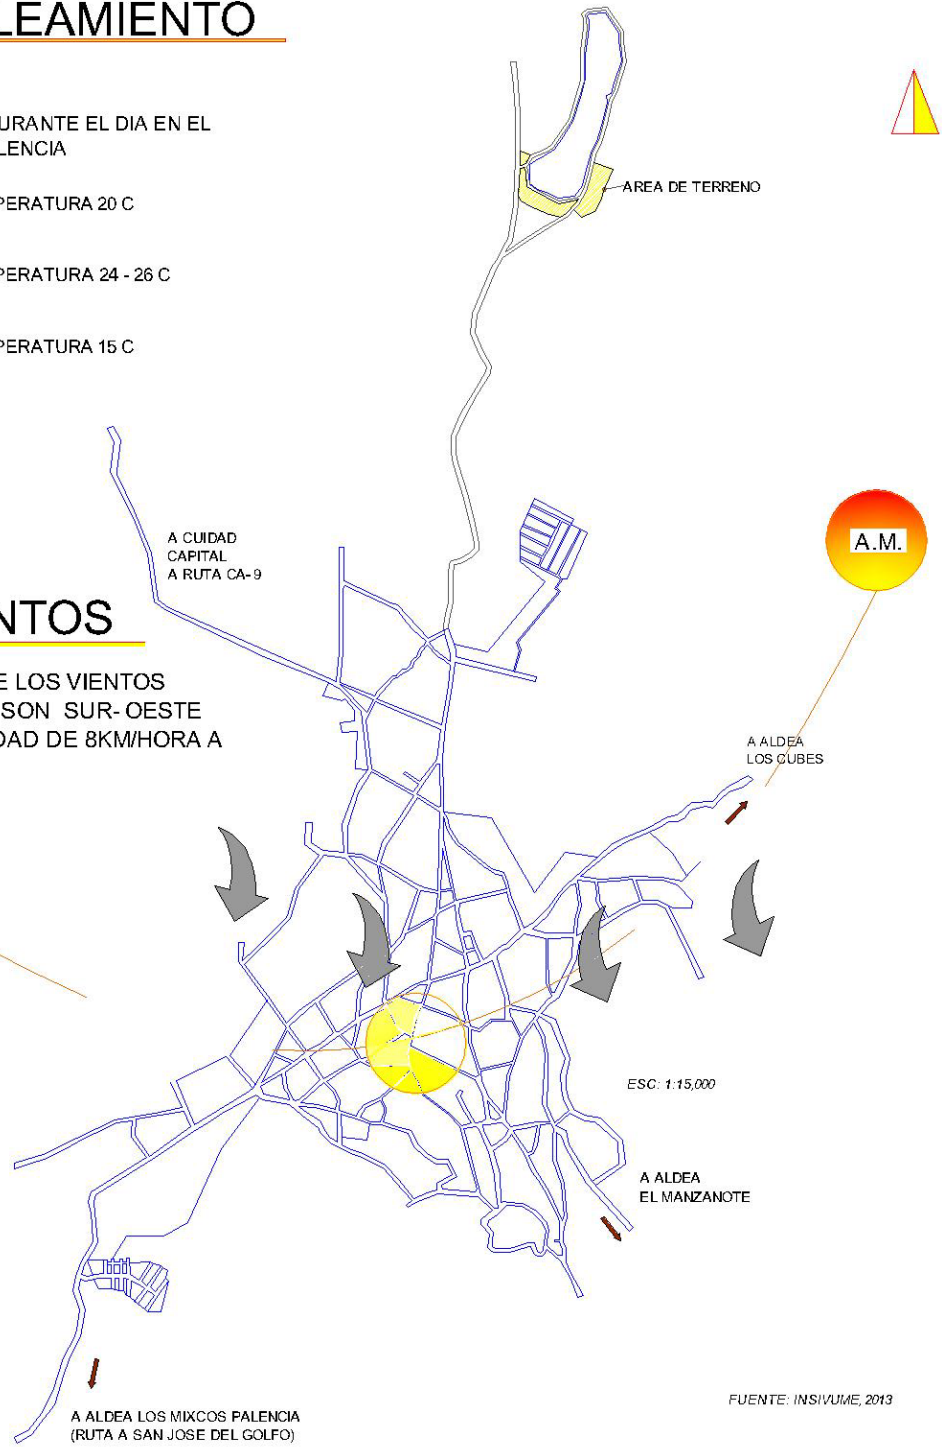 LEAMIENTO
URANTE EL DIA EN EL
LENCIA
PERATURA 20 C
AREA DE TERRENO
PERATURA 24 - 26 C
PERATURA 15 C
A CUIDAD
CAPITAL
A RUTA CA-9
A.M.
NTOS
E LOS VIENTOS
SON SUR-OESTE
DAD DE 8KM/HORA A
A ALDEA
LOS CUBES
ESC: 1:15,000
A ALDEA
EL MANZANOTE
FUENTE: INSIVUME, 2013
A ALDEA LOS MIXCOS PALENCIA
(RUTA A SAN JOSE DEL GOLFO)